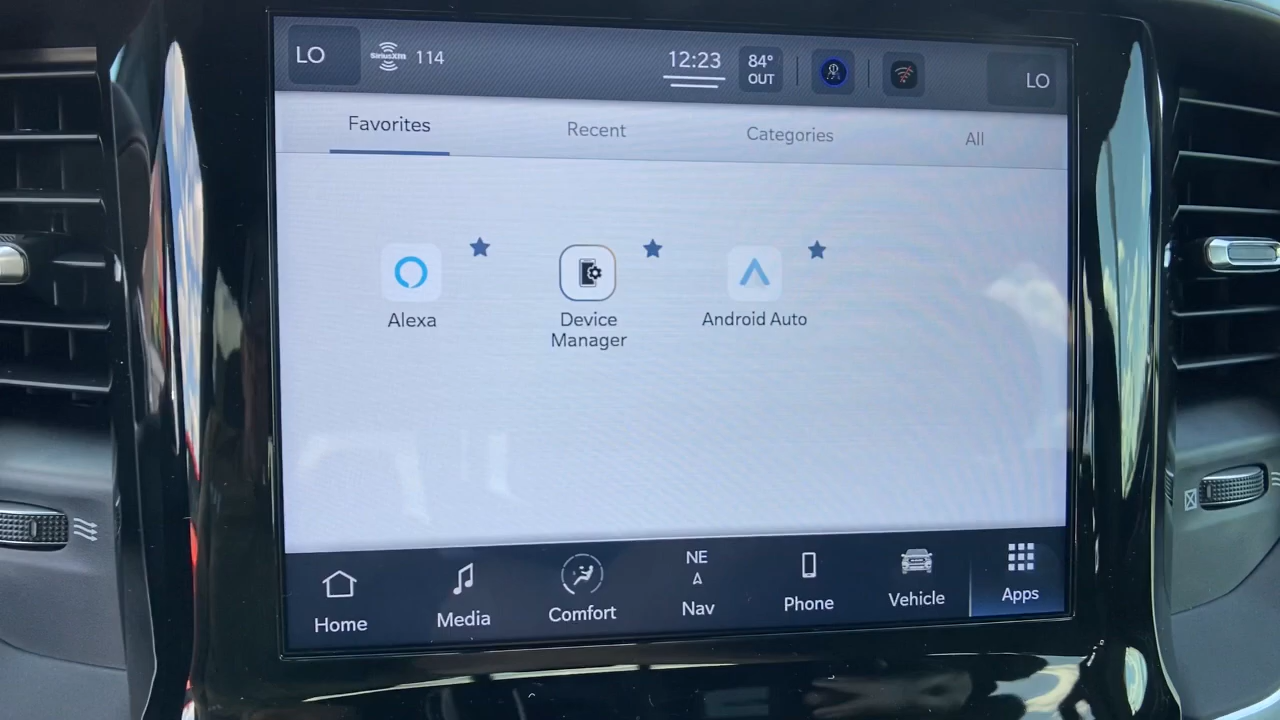 LO
SiriusXM
114
12:23
84°
OUT
LO
Favorites
Recent
Categories
All
Alexa
Device
Manager
Android Auto
NE
Home
Media
Comfort
Nav
Phone
Vehicle
Apps